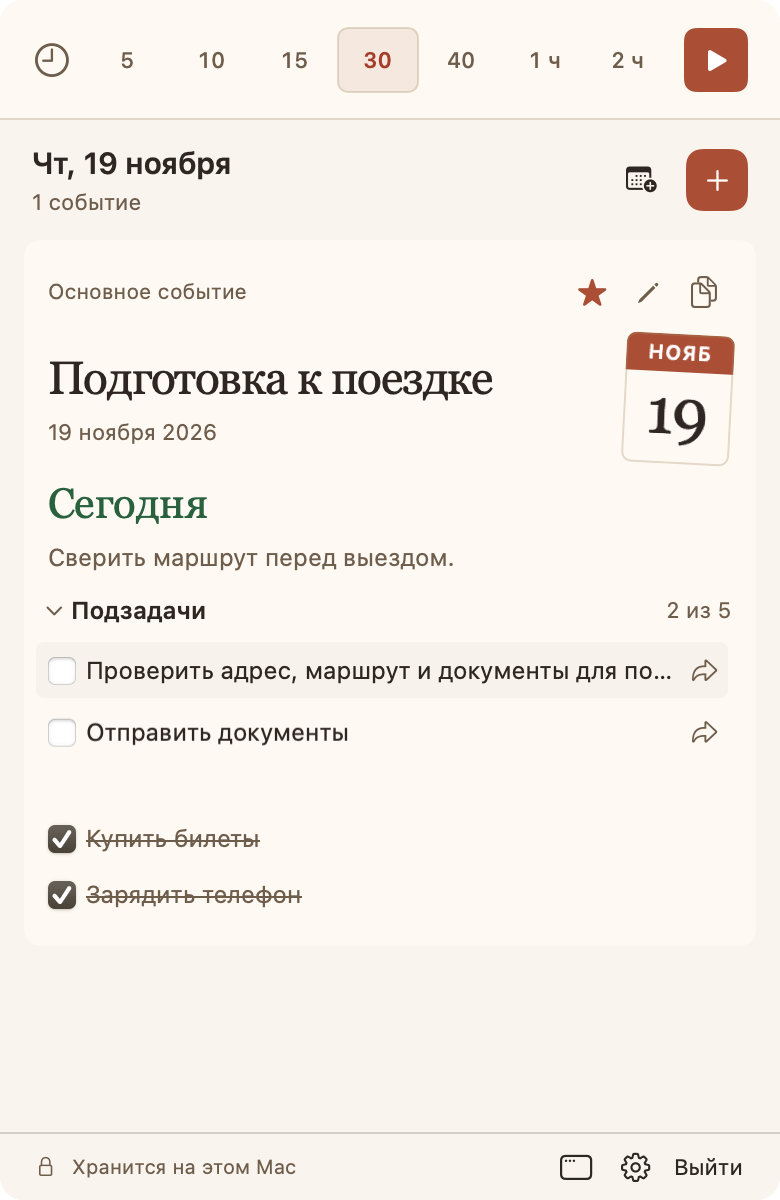 5 10 15 30 40 1 ч 2 ч
Чт, 19 ноября
1 событие
Основное событие
НОЯБ
19
Подготовка к поездке
19 ноября 2026
Сегодня
Сверить маршрут перед выездом.
Подзадачи 2 из 5
Проверить адрес, маршрут и документы для по...
Отправить документы
Купить билеты
Зарядить телефон
Хранится на этом Mac Выйти